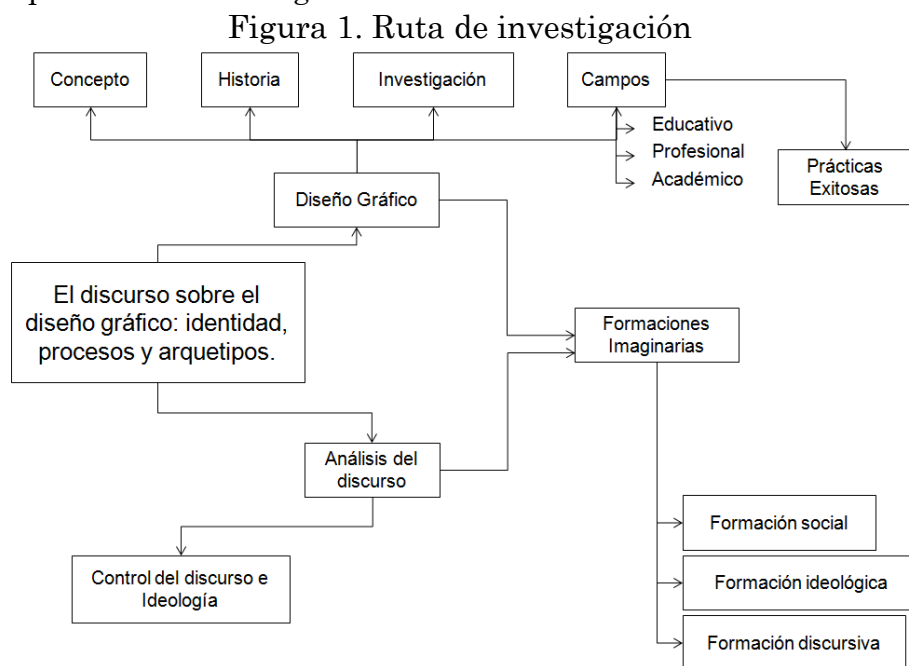 Figura 1. Ruta de investigación
Concepto
Historia
Investigación
Campos
Educativo
Profesional
Académico
Prácticas
Exitosas
Diseño Gráfico
El discurso sobre el
diseño gráfico: identidad,
procesos y arquetipos.
Formaciones
Imaginarias
Análisis del
discurso
Control del discurso e
Ideología
Formación social
Formación ideológica
Formación discursiva